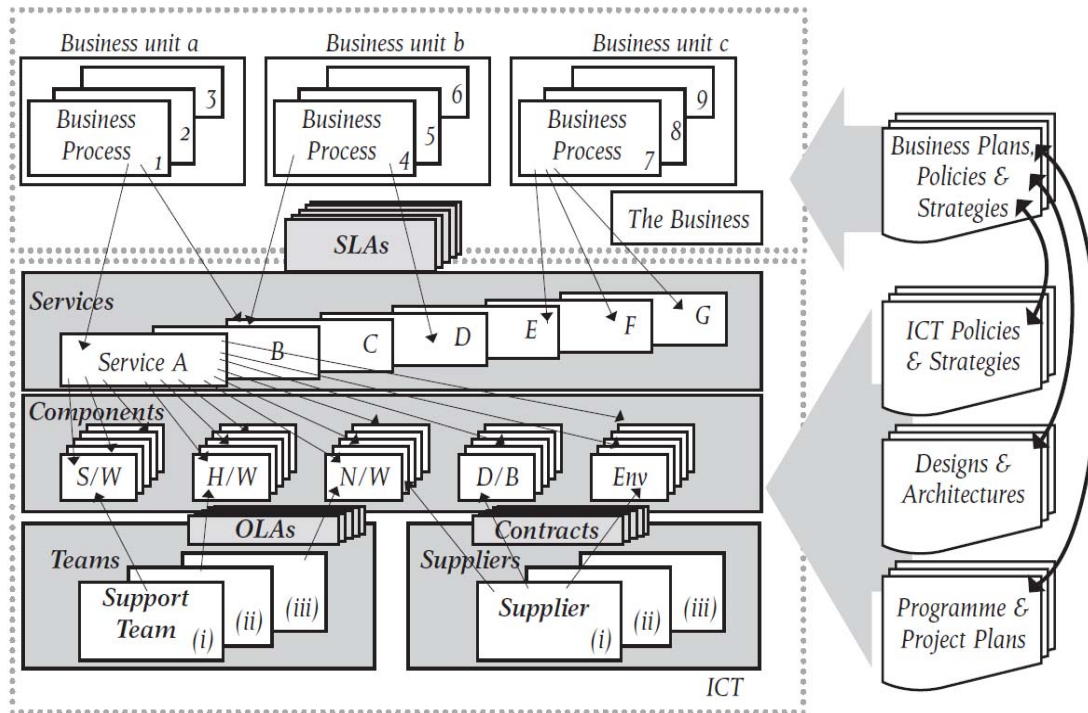 Business unit a
Business unit b
Business unit c
3
2
Business
Process
1
6
5
Business
Process
4
9
8
Business
Process
7
The Business
SLAs
Services
Service A
B
C
D
E
F
G
Components
S/W
H/W
N/W
D/B
Env
OLAs
Contracts
Teams
Support
Team
(i)
(ii)
(iii)
Suppliers
Supplier
(i)
(ii)
(iii)
ICT
Business Plans,
Policies &
Strategies
ICT Policies
& Strategies
Designs &
Architectures
Programme &
Project Plans